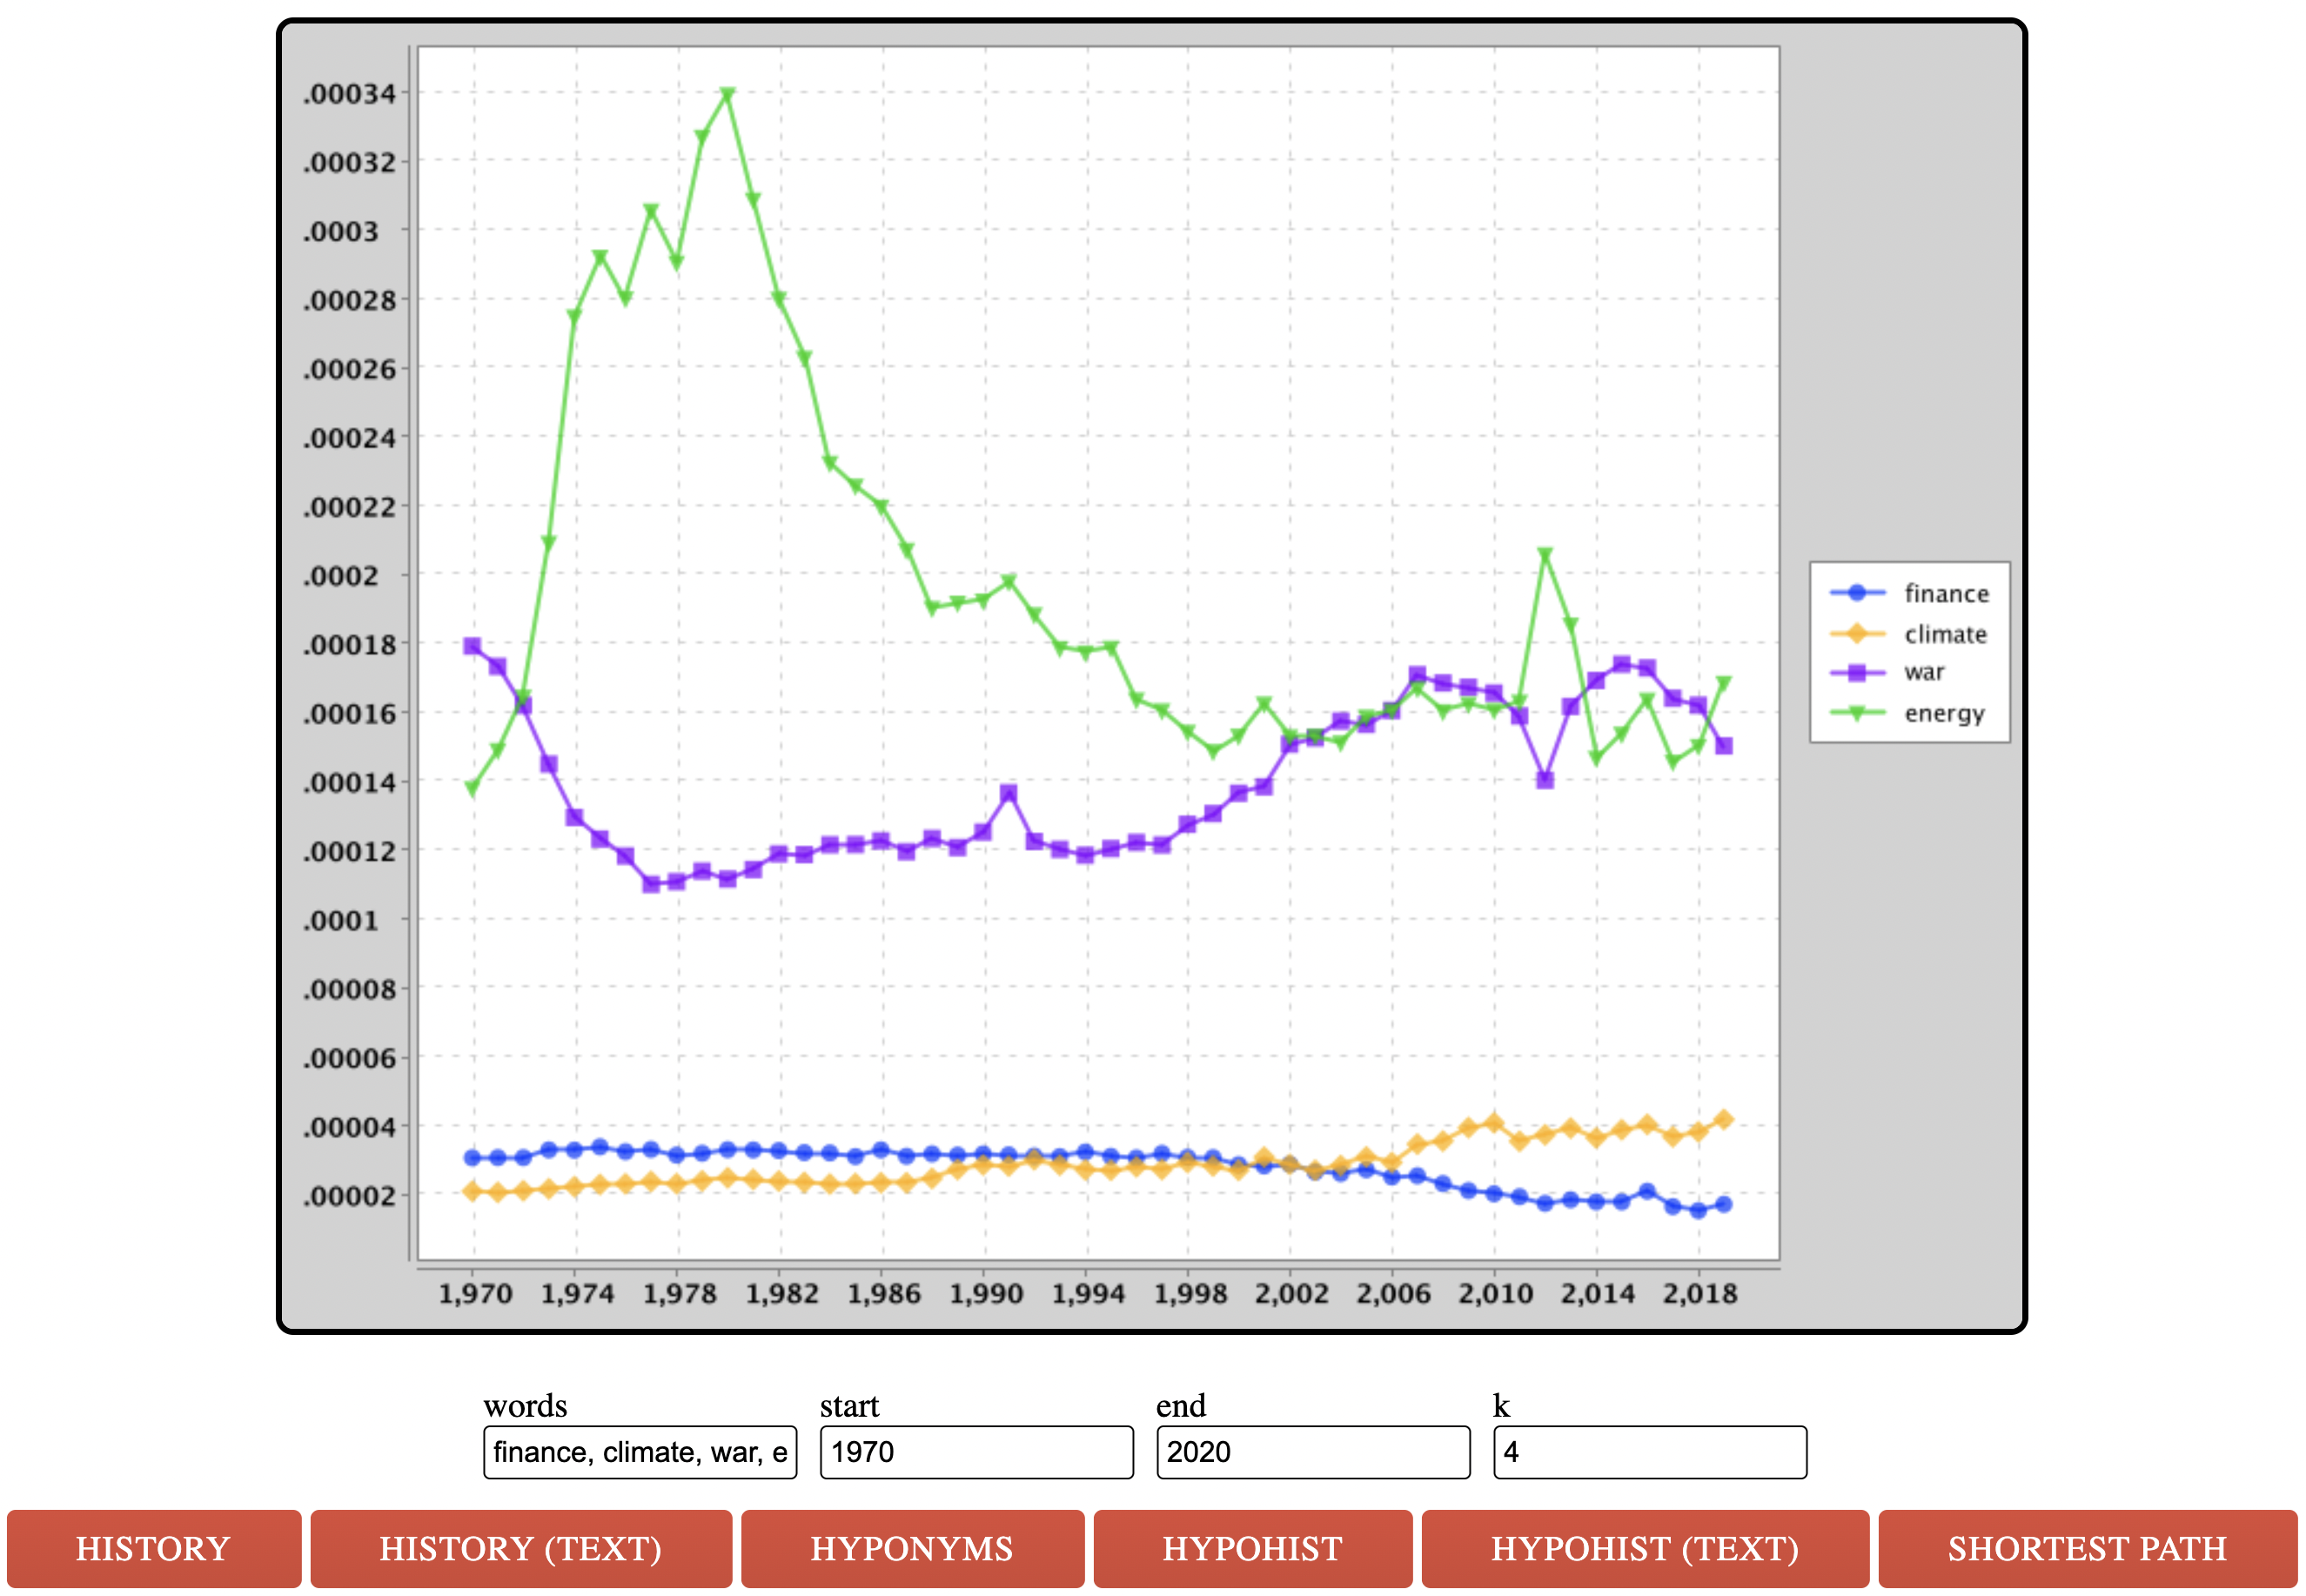 .00034
.00032
.0003
.00028
.00026
.00024
.00022
.0002
.00018
.00016
.00014
.00012
.0001
.00008
.00006
.00004
.00002
1,970 1,974 1,978 1,982 1,986 1,990 1,994 1,998 2,002 2,006 2,010 2,014 2,018
finance
climate
war
energy
words start end k
finance, climate, war, e 1970 2020 4
HISTORY HISTORY (TEXT) HYPONYMS HYPOHIST HYPOHIST (TEXT) SHORTEST PATH